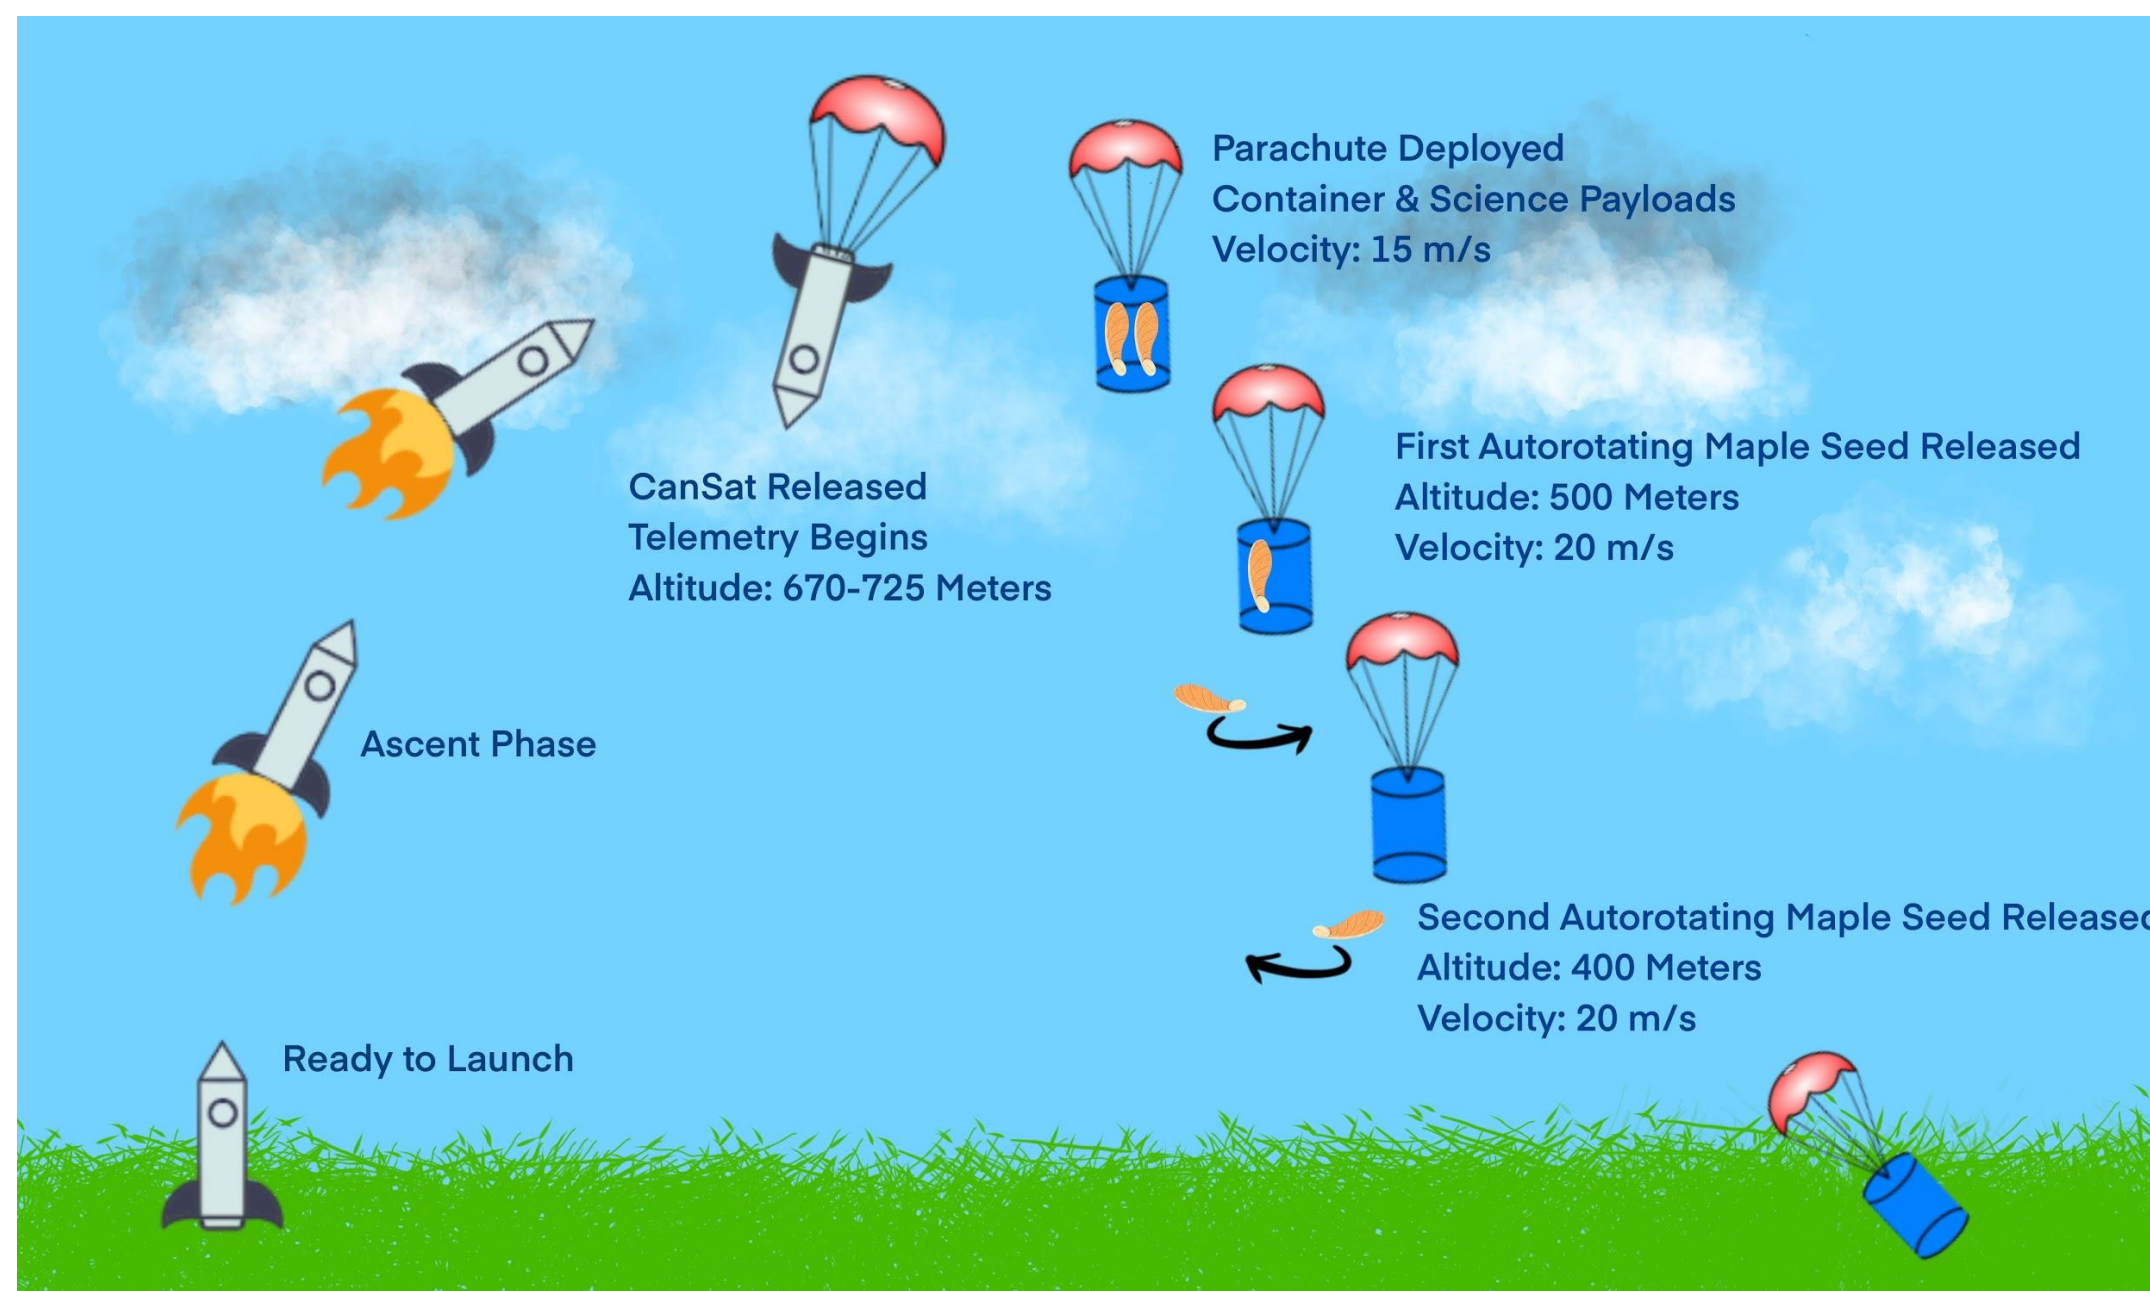 Parachute Deployed
Container & Science Payloads
Velocity: 15 m/s
First Autorotating Maple Seed Released
Altitude: 500 Meters
Velocity: 20 m/s
CanSat Released
Telemetry Begins
Altitude: 670-725 Meters
Ascent Phase
Second Autorotating Maple Seed Released
Altitude: 400 Meters
Velocity: 20 m/s
Ready to Launch